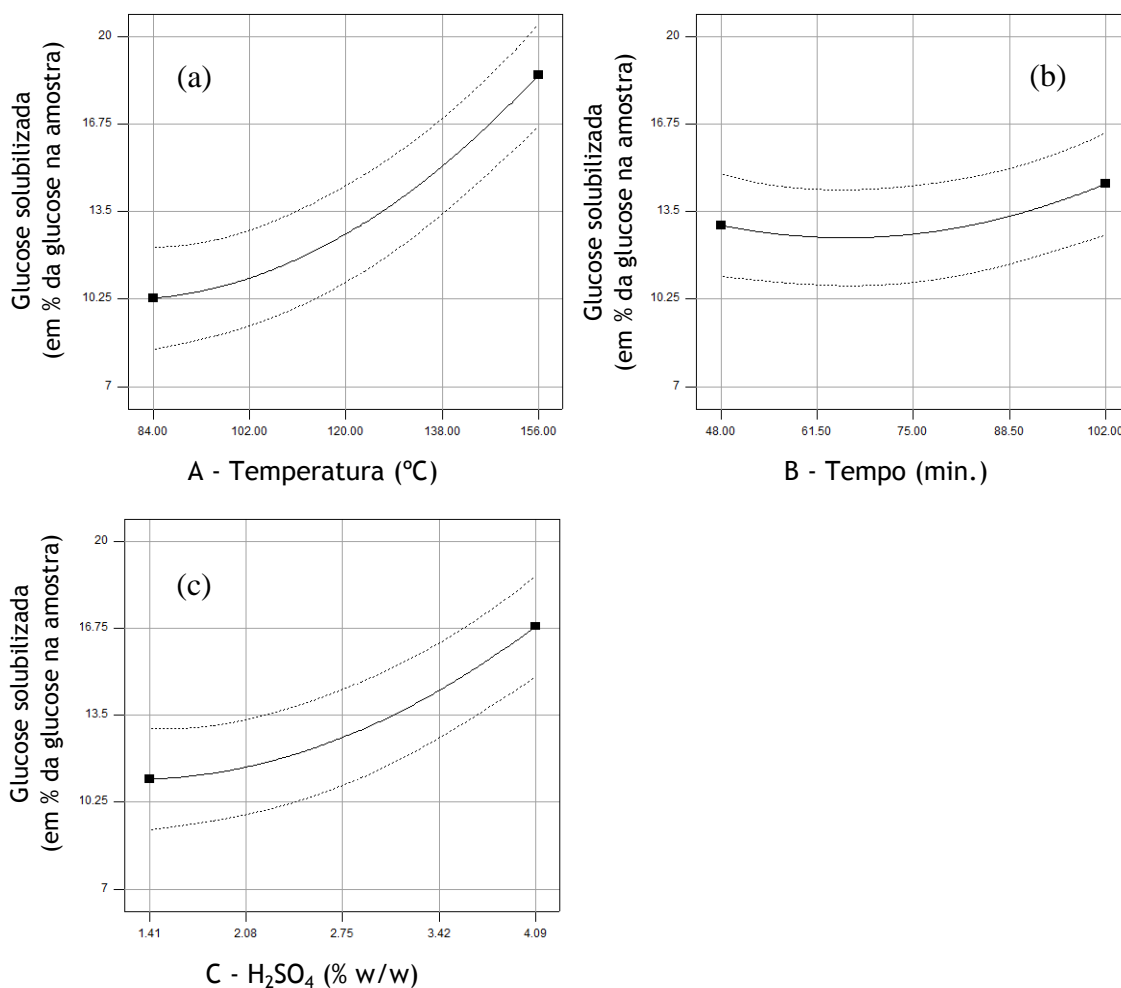 Glucose solubilizada
(em % da glucose na amostra)
20
16.75
13.5
10.25
7
(a)
84.00 102.00 120.00 138.00 156.00
A - Temperatura (ºC)
Glucose solubilizada
(em % da glucose na amostra)
20
16.75
13.5
10.25
7
(b)
48.00 61.50 75.00 88.50 102.00
B - Tempo (min.)
Glucose solubilizada
(em % da glucose na amostra)
20
16.75
13.5
10.25
7
(c)
1.41 2.08 2.75 3.42 4.09
C - H₂SO₄ (% w/w)